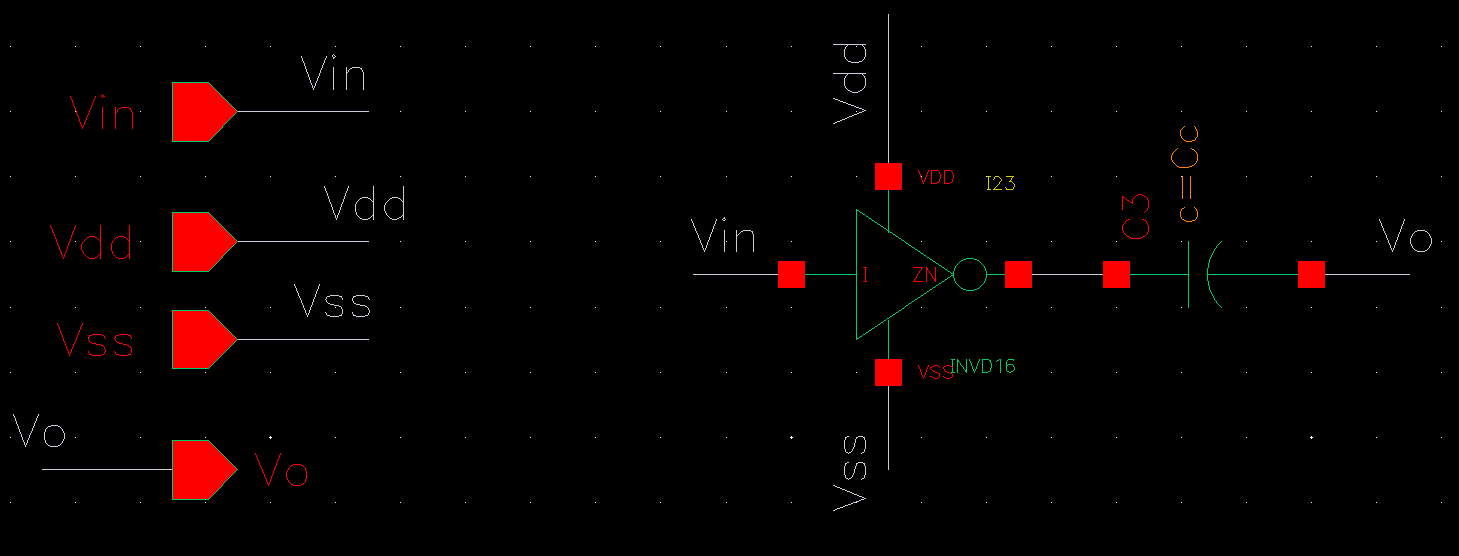 Vin
Vin
Vdd
Vdd
Vss
Vss
Vo
Vo
Vdd
VDD
I23
Vin
I
ZN
C3
c=Cc
Vo
VSS
INVD16
Vss